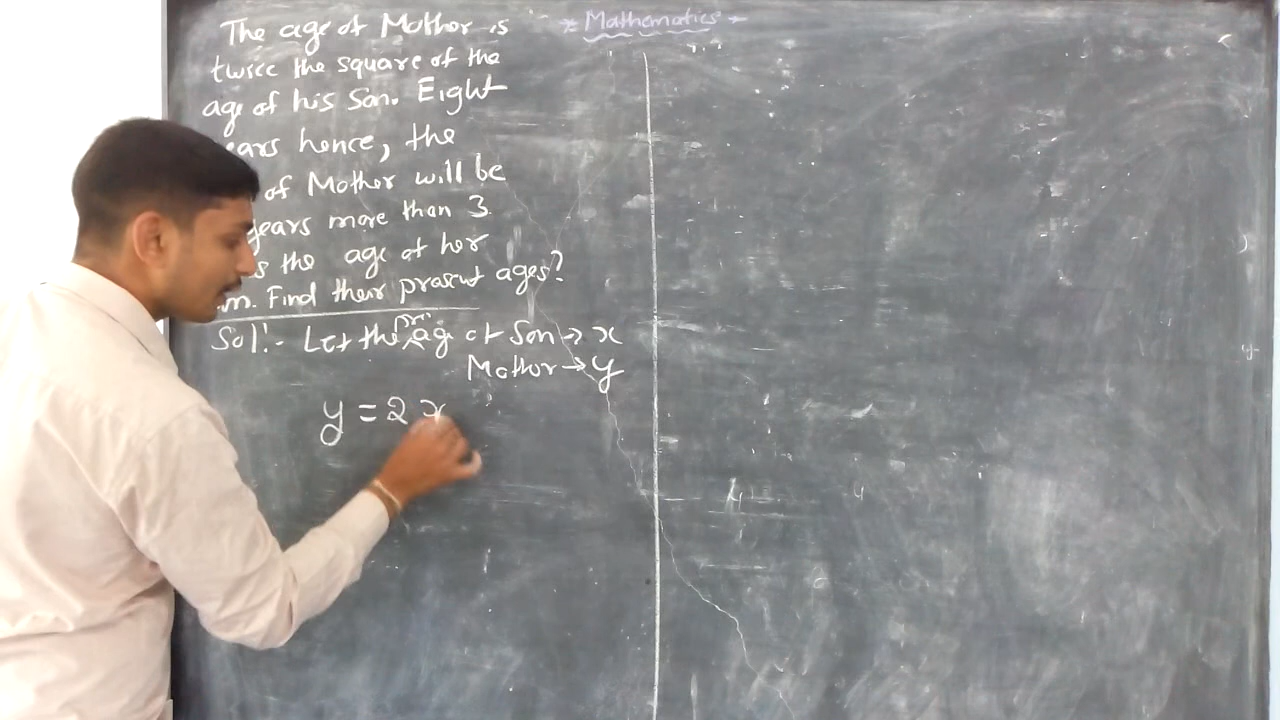 The age of Mother is
twice the square of the
age of his Son. Eight
ears hence, the
of Mother will be
years more than 3
s the age of her
Find their present ages?
Sol:- Let the pre. age of Son → x
Mother → y
y = 2 x
* Mathematics *